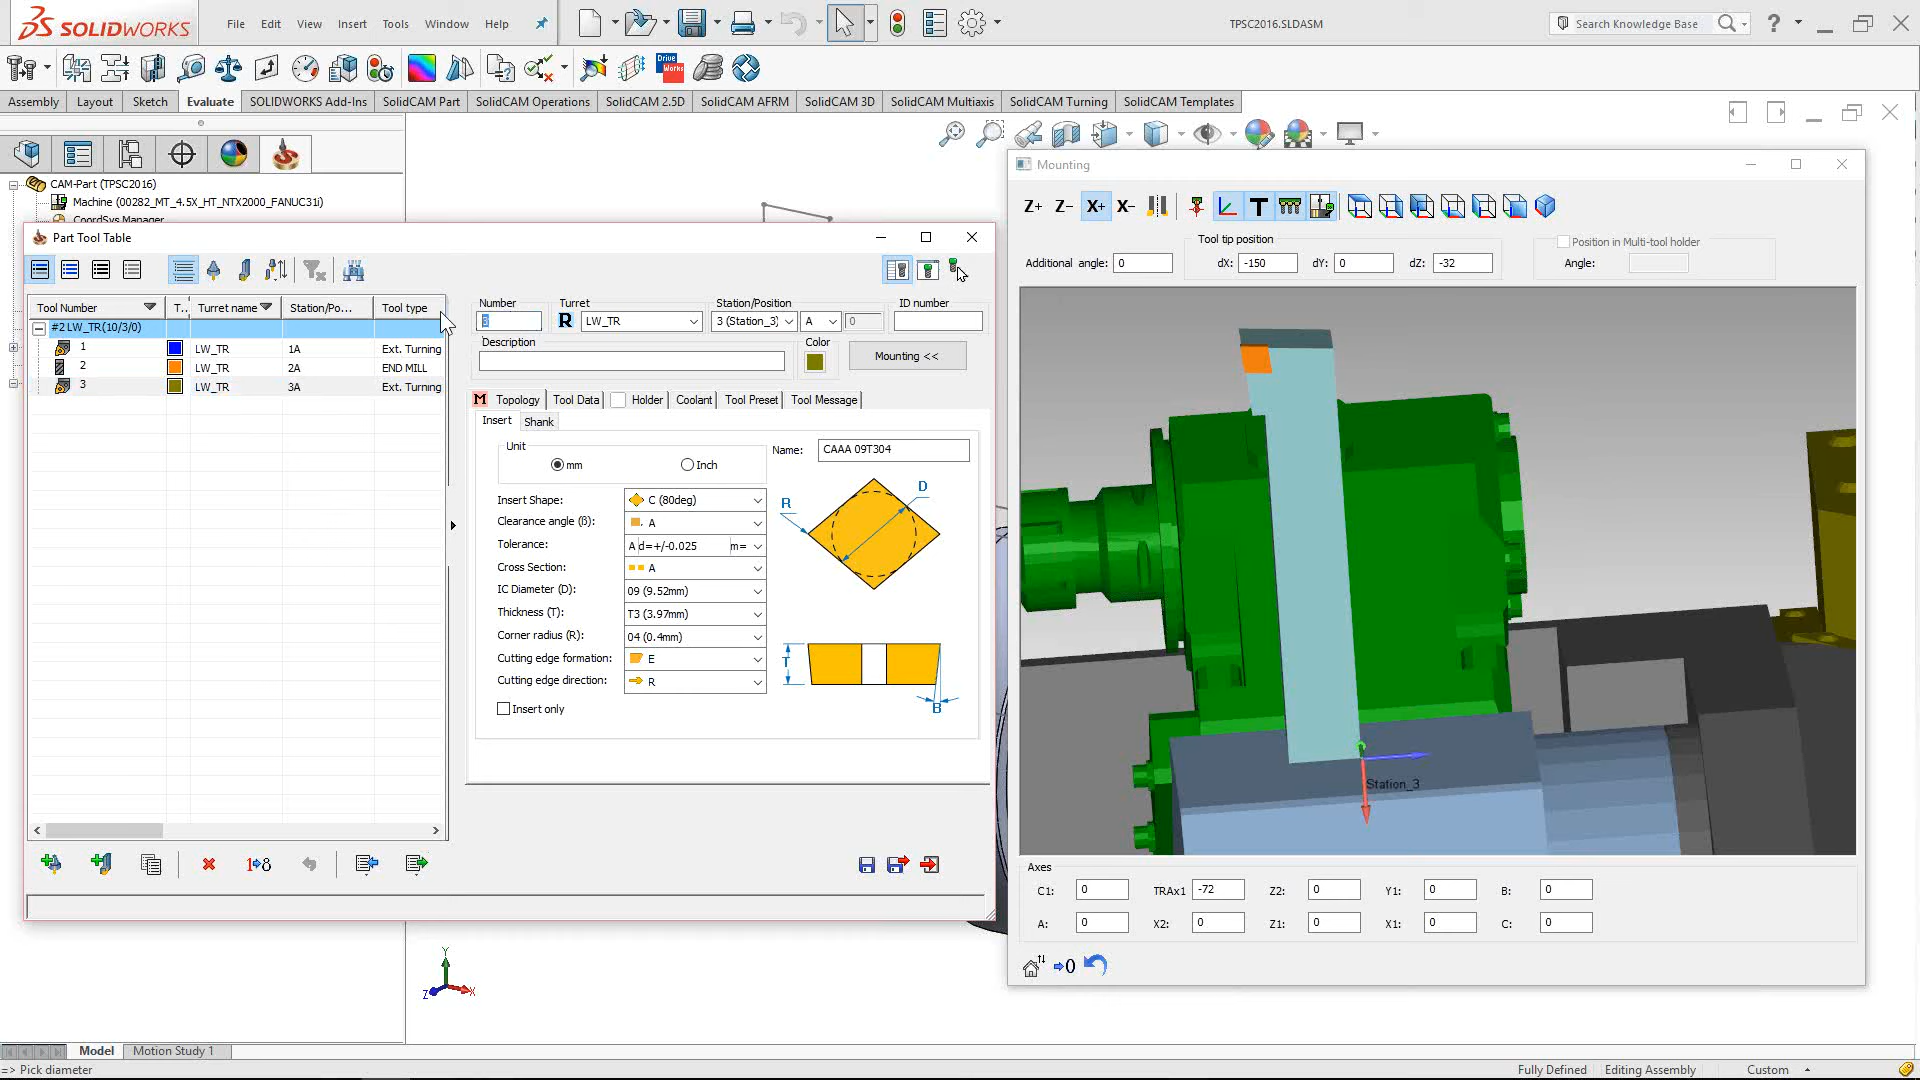 SOLIDWORKS File Edit View Insert Tools Window Help TPSC2016.SLDASM Search Knowledge Base ?
Drive Works
Assembly Layout Sketch Evaluate SOLIDWORKS Add-Ins SolidCAM Part SolidCAM Operations SolidCAM 2.5D SolidCAM AFRM SolidCAM 3D SolidCAM Multiaxis SolidCAM Turning SolidCAM Templates
CAM-Part (TPSC2016)
Machine (00282_MT_4.5X_HT_NTX2000_FANUC31i)
CoordSys Manager
Part Tool Table
Tool Number T.. Turret name Station/Po... Tool type
#2 LW_TR(10/3/0)
1 LW_TR 1A Ext. Turning
2 LW_TR 2A END MILL
3 LW_TR 3A Ext. Turning
1 8
Number Turret Station/Position ID number
3 R LW_TR 3 (Station_3) A 0
Description Color
Mounting <<
M Topology Tool Data Holder Coolant Tool Preset Tool Message
Insert Shank
Unit
mm Inch
Name: CAAA 09T304
Insert Shape: C (80deg)
Clearance angle (β): A
Tolerance: A d=+/-0.025 m=
Cross Section: A
IC Diameter (D): 09 (9.52mm)
Thickness (T): T3 (3.97mm)
Corner radius (R): 04 (0.4mm)
Cutting edge formation: E
Cutting edge direction: R
Insert only
R D
T
B
Mounting
Z+ Z- X+ X- T
Additional angle: 0
Tool tip position
dX: -150 dY: 0 dZ: -32
Position in Multi-tool holder
Angle:
Station_3
Axes
C1: 0 TRAx1 -72 Z2: 0 Y1: 0 B: 0
A: 0 X2: 0 Z1: 0 X1: 0 C: 0
0
Y
Z X
Model Motion Study 1
=> Pick diameter Fully Defined Editing Assembly Custom